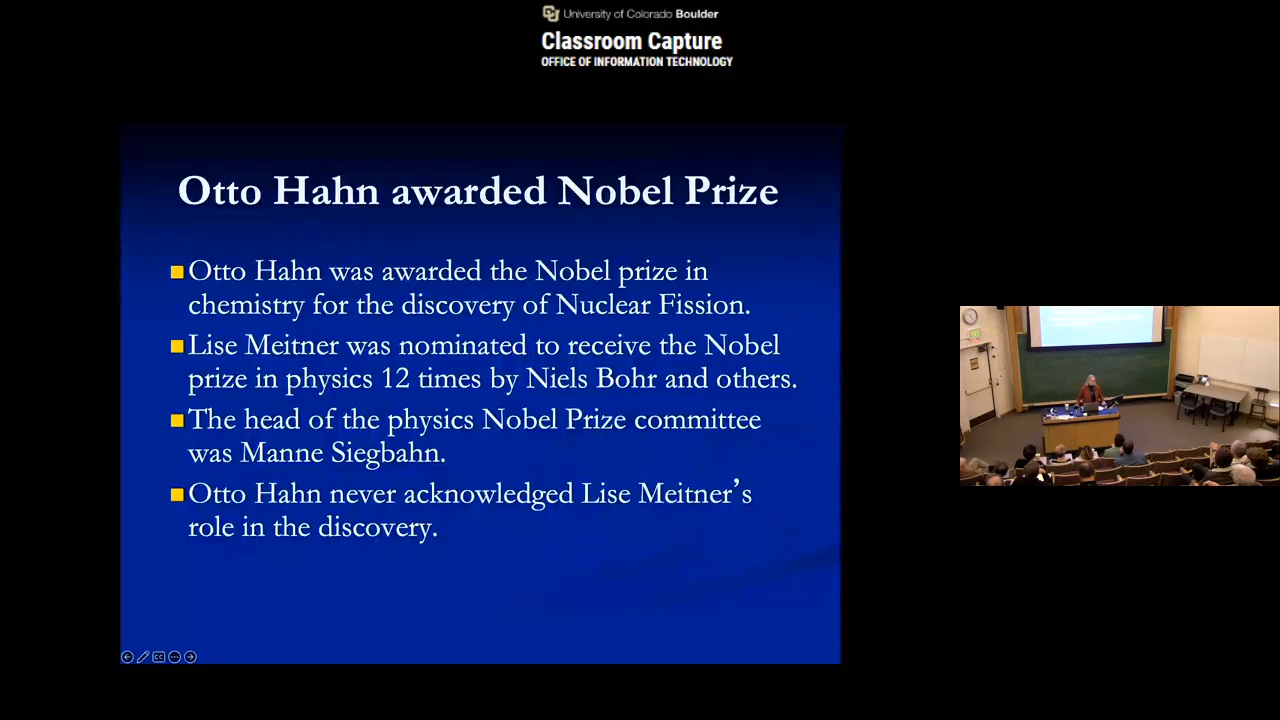 University of Colorado Boulder
Classroom Capture
OFFICE OF INFORMATION TECHNOLOGY
Otto Hahn awarded Nobel Prize
Otto Hahn was awarded the Nobel prize in
chemistry for the discovery of Nuclear Fission.
Lise Meitner was nominated to receive the Nobel
prize in physics 12 times by Niels Bohr and others.
The head of the physics Nobel Prize committee
was Manne Siegbahn.
Otto Hahn never acknowledged Lise Meitner’s
role in the discovery.